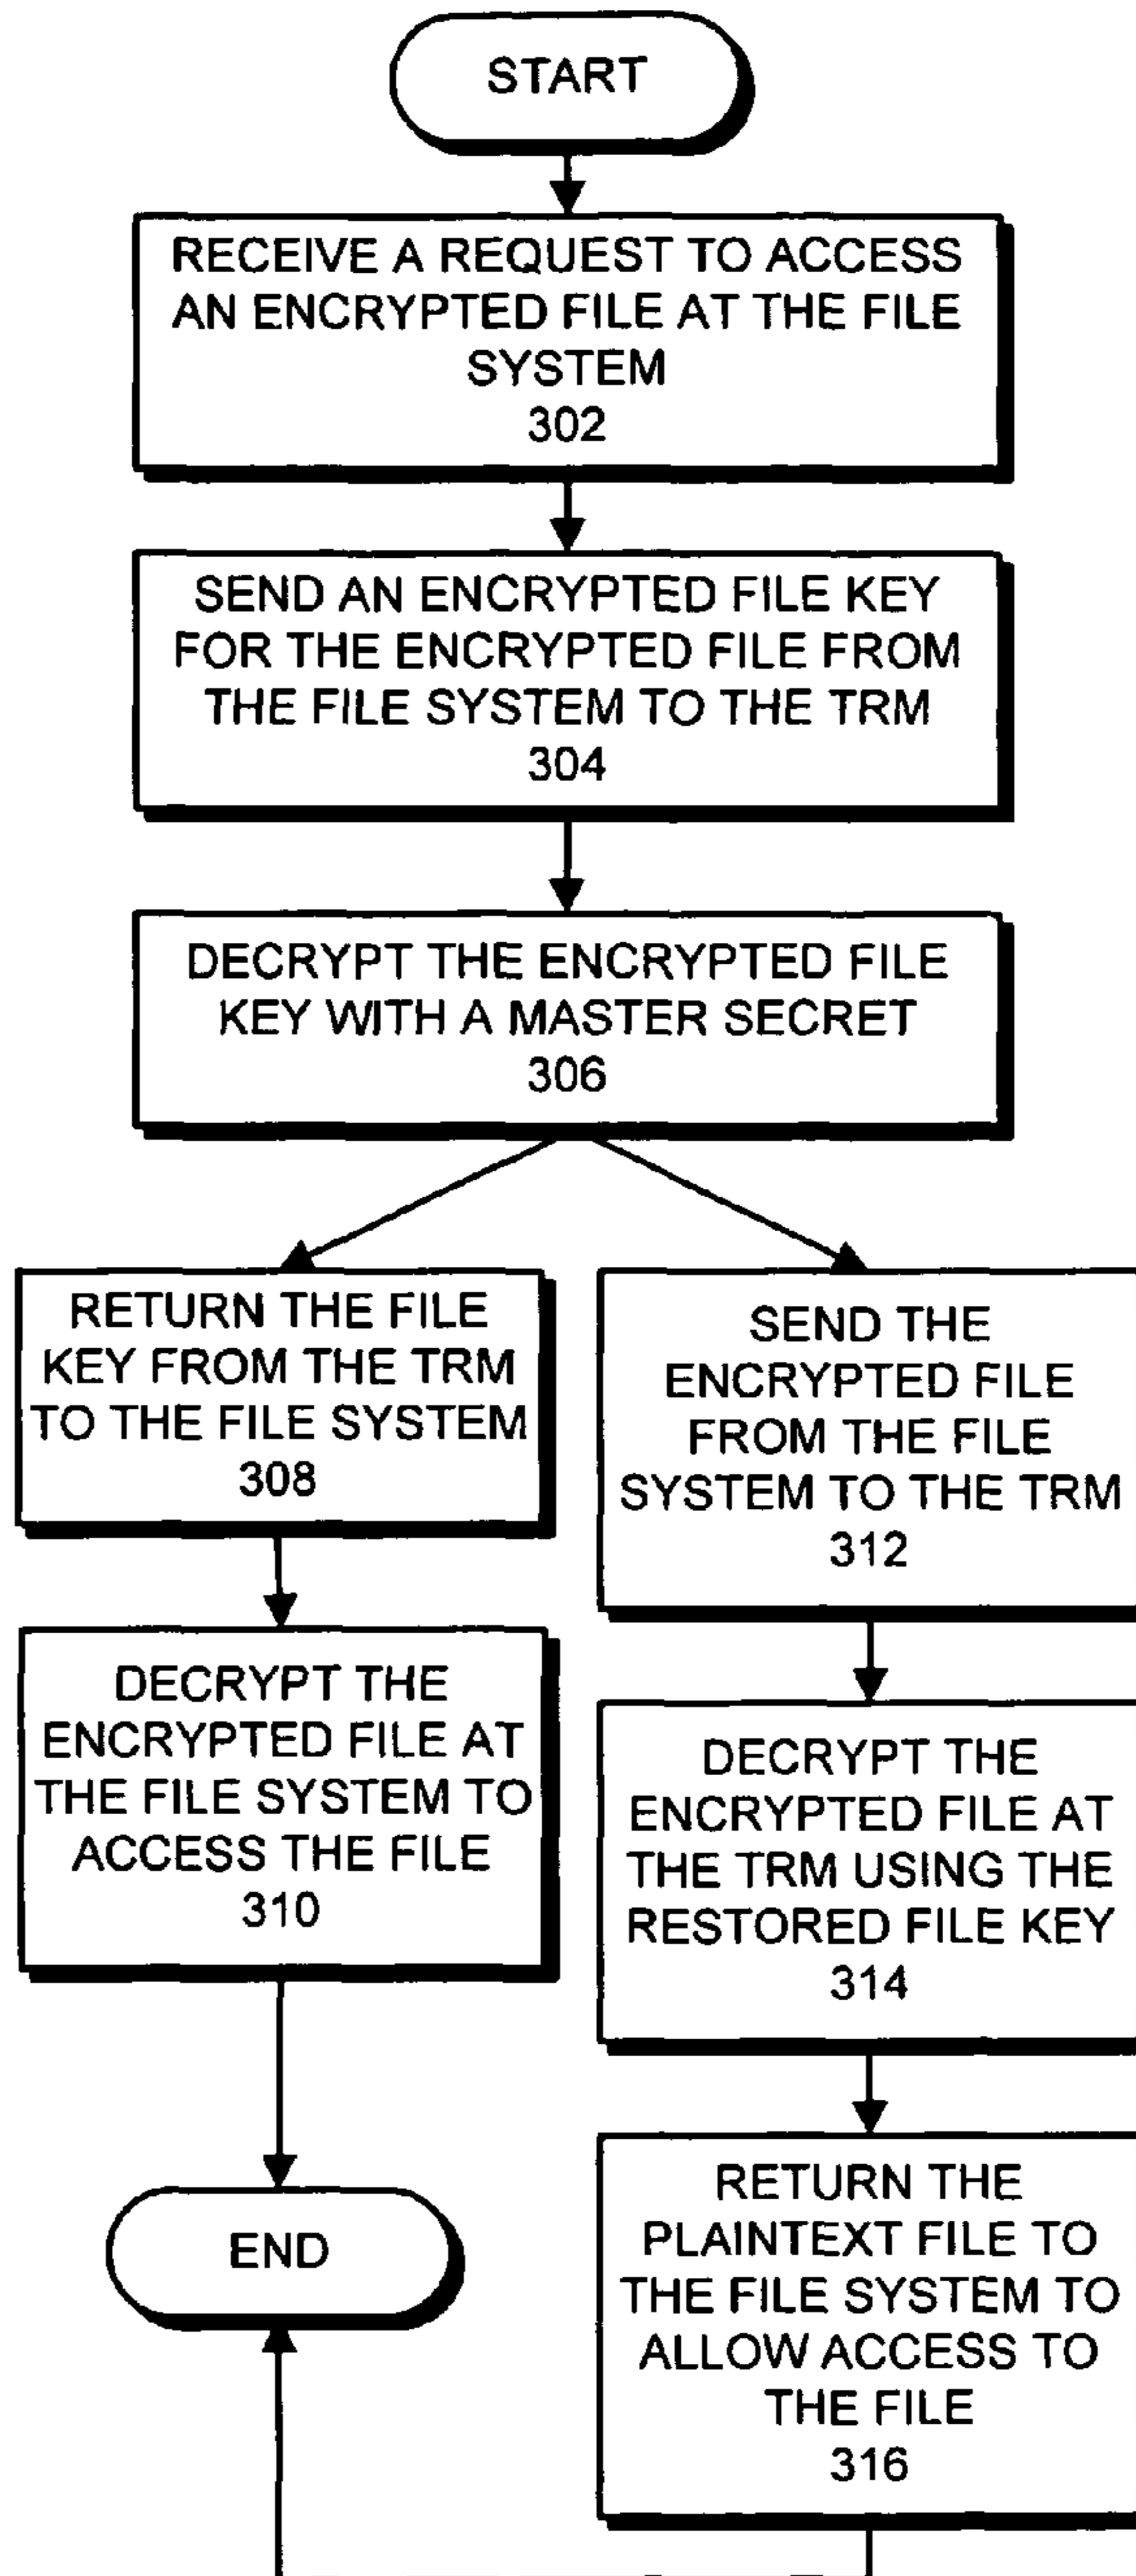 START
RECEIVE A REQUEST TO ACCESS
AN ENCRYPTED FILE AT THE FILE
SYSTEM
302
SEND AN ENCRYPTED FILE KEY
FOR THE ENCRYPTED FILE FROM
THE FILE SYSTEM TO THE TRM
304
DECRYPT THE ENCRYPTED FILE
KEY WITH A MASTER SECRET
306
RETURN THE FILE
KEY FROM THE TRM
TO THE FILE SYSTEM
308
DECRYPT THE
ENCRYPTED FILE AT
THE FILE SYSTEM TO
ACCESS THE FILE
310
END
SEND THE
ENCRYPTED FILE
FROM THE FILE
SYSTEM TO THE TRM
312
DECRYPT THE
ENCRYPTED FILE AT
THE TRM USING THE
RESTORED FILE KEY
314
RETURN THE
PLAINTEXT FILE TO
THE FILE SYSTEM TO
ALLOW ACCESS TO
THE FILE
316